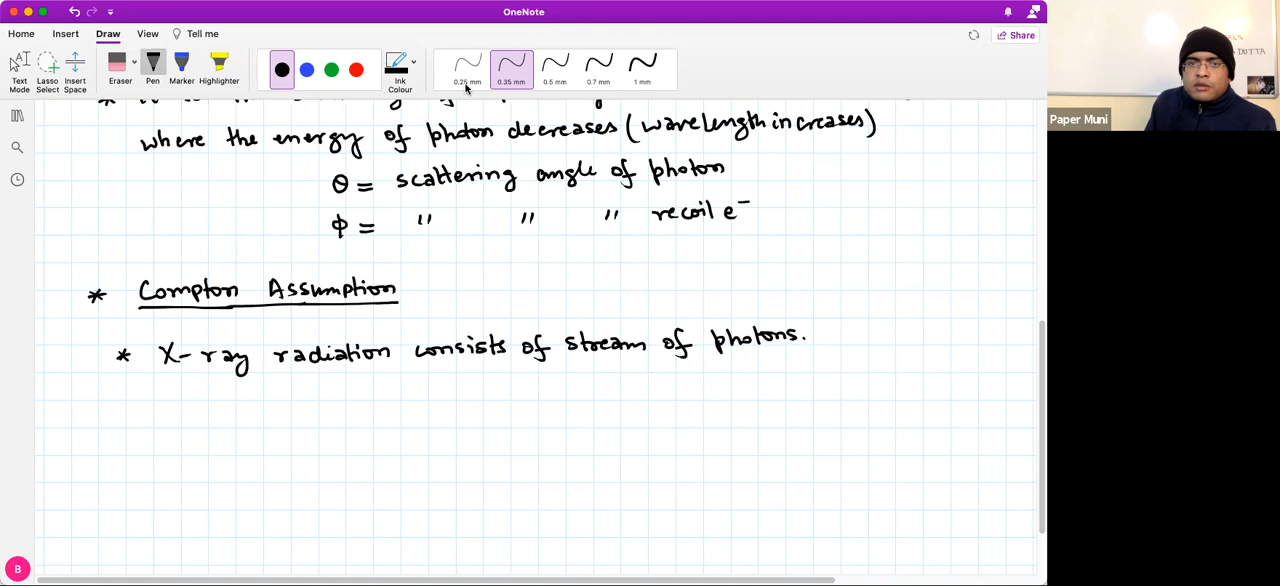 OneNote
Home Insert Draw View Tell me
Share
Text Mode
Lasso Select
Insert Space
Eraser
Pen
Marker
Highlighter
Ink Colour
0.25 mm
0.35 mm
0.5 mm
0.7 mm
1 mm
DUTTA
Paper Muni
where the energy of photon decreases (wavelength increases)
θ = scattering angle of photon
ϕ = " " " recoil e⁻
* Compton Assumption
* X-ray radiation consists of stream of photons.
B